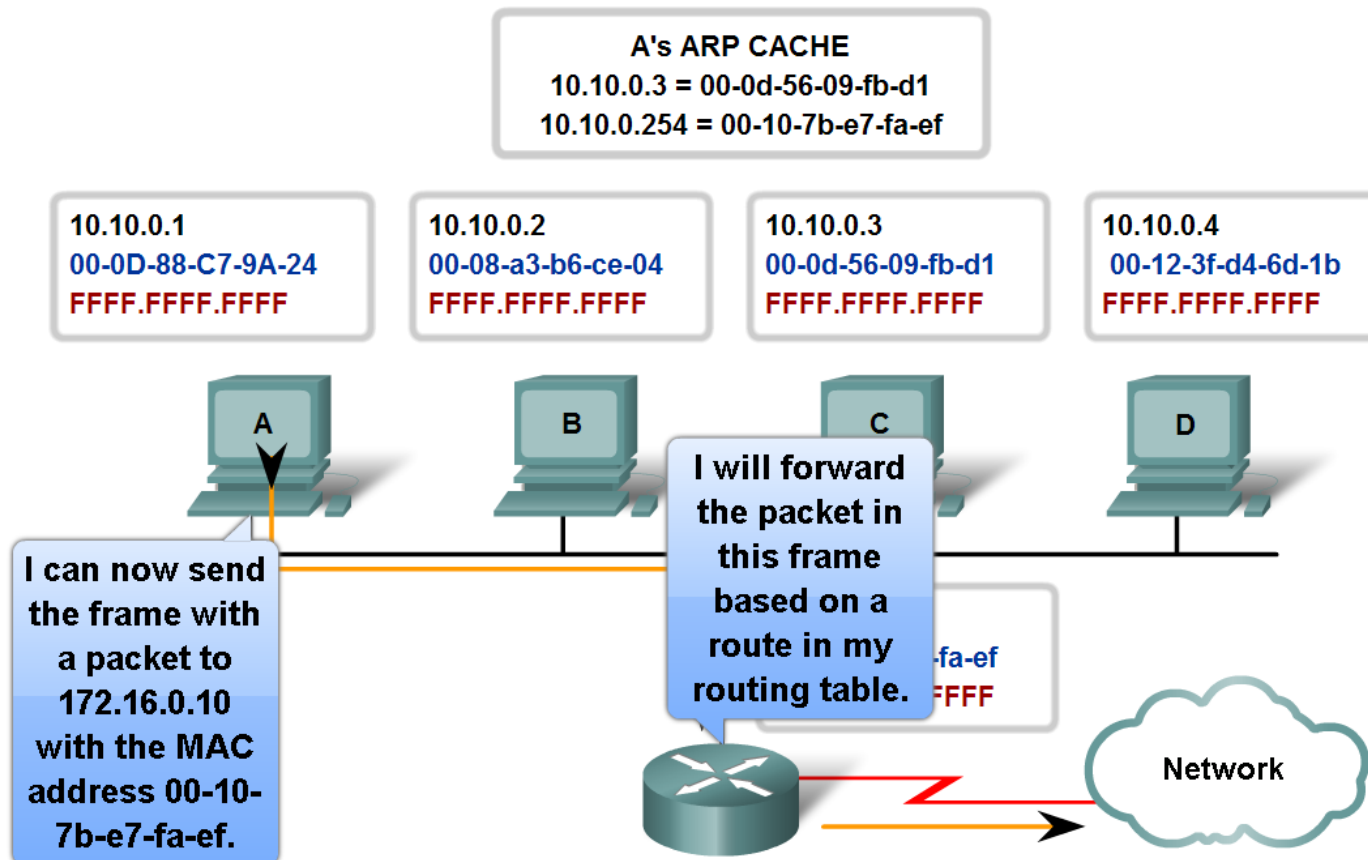 A's ARP CACHE
10.10.0.3 = 00-0d-56-09-fb-d1
10.10.0.254 = 00-10-7b-e7-fa-ef
10.10.0.1
00-0D-88-C7-9A-24
FFFF.FFFF.FFFF
10.10.0.2
00-08-a3-b6-ce-04
FFFF.FFFF.FFFF
10.10.0.3
00-0d-56-09-fb-d1
FFFF.FFFF.FFFF
10.10.0.4
00-12-3f-d4-6d-1b
FFFF.FFFF.FFFF
A
B
C
D
I can now send
the frame with
a packet to
172.16.0.10
with the MAC
address 00-10-
7b-e7-fa-ef.
I will forward
the packet in
this frame
based on a
route in my
routing table.
-fa-ef
FFFF
Network